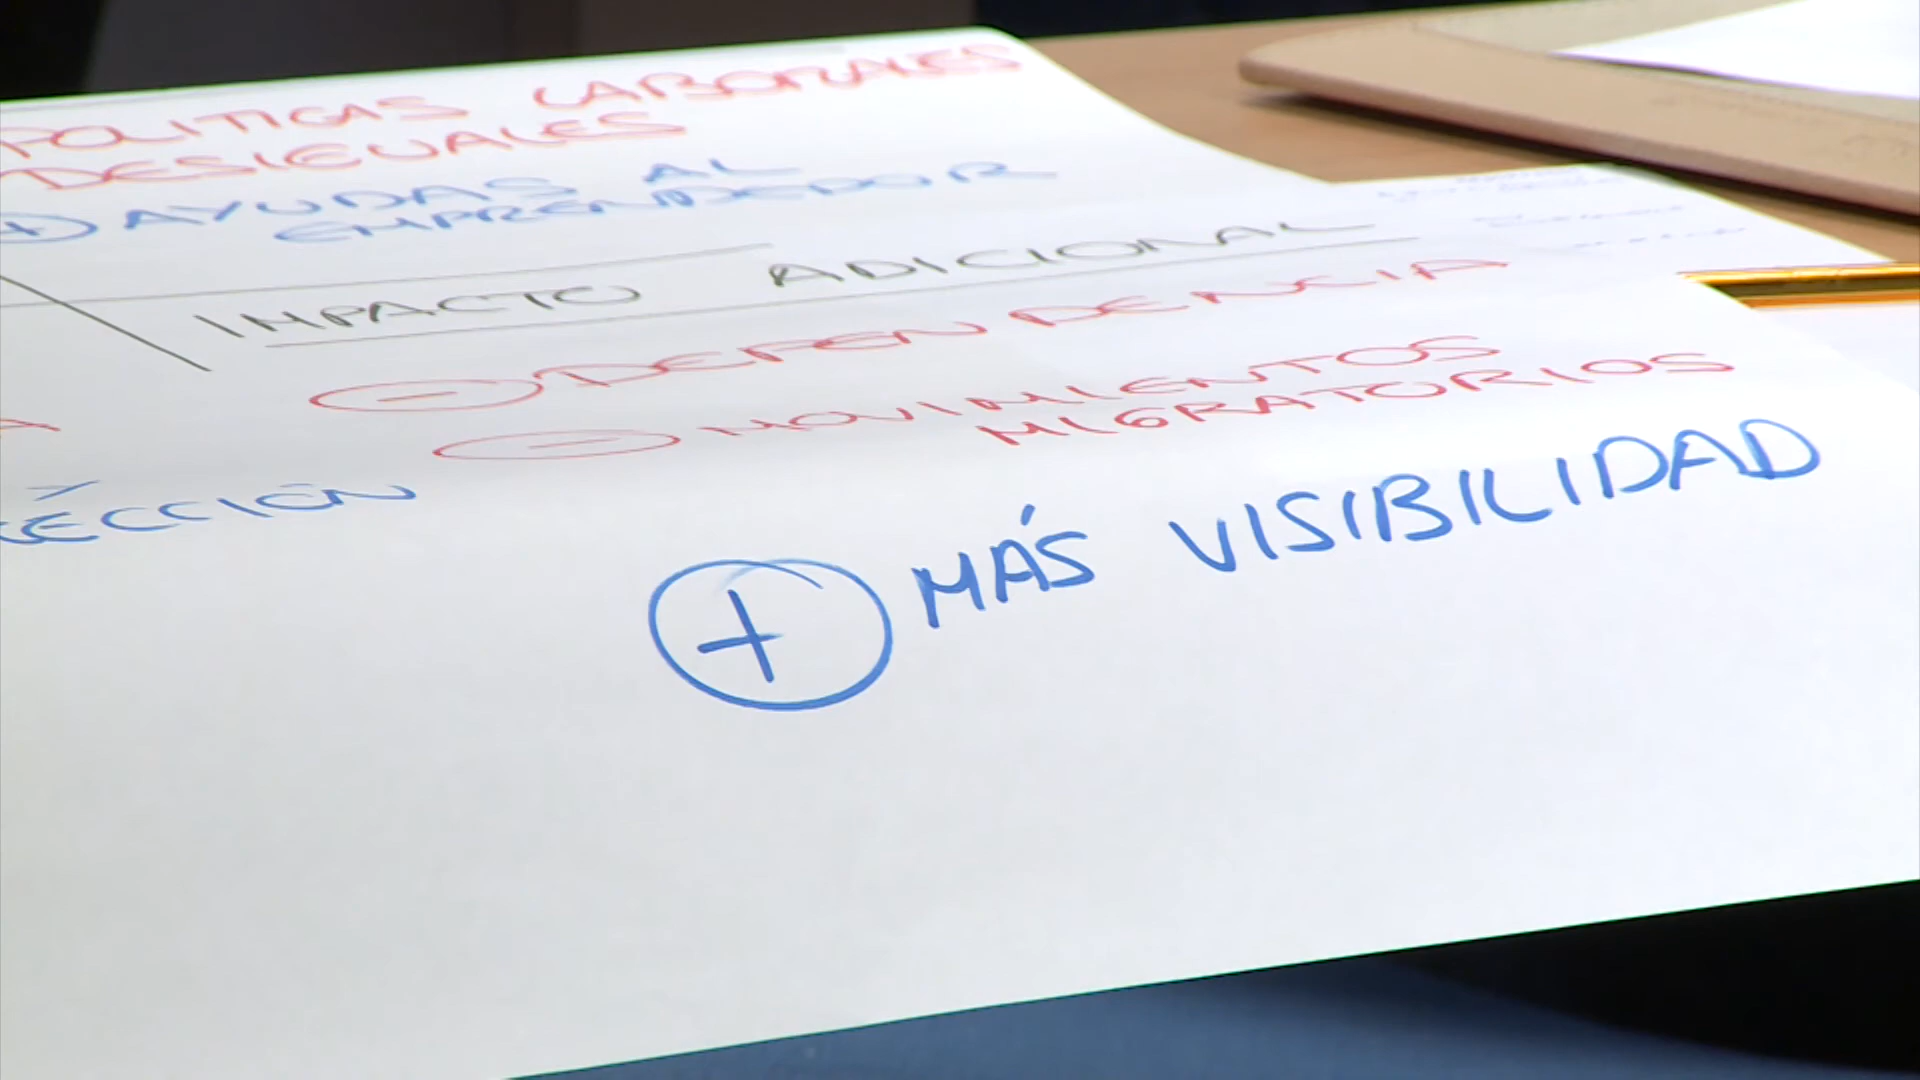 POLITICAS LABORALES
DESIGUALES
+ AYUDAS AL
EMPRENDEDOR
IMPACTO ADICIONAL
- DEPENDENCIA
- MOVIMIENTOS
MIGRATORIOS
+ MÁS VISIBILIDAD